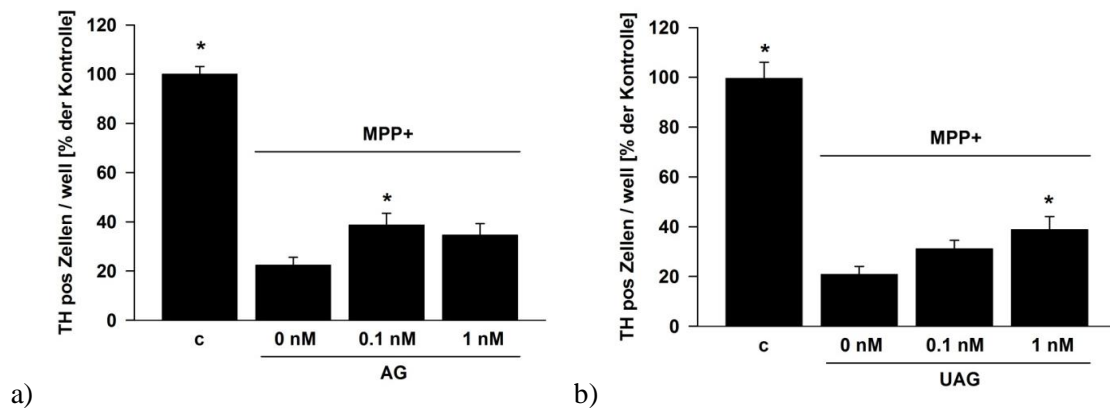 TH pos Zellen / well [% der Kontrolle]
120
100
80
60
40
20
0
*
MPP+
*
c
0 nM
0.1 nM
1 nM
AG
a)
TH pos Zellen / well [% der Kontrolle]
120
100
80
60
40
20
0
*
MPP+
*
c
0 nM
0.1 nM
1 nM
UAG
b)